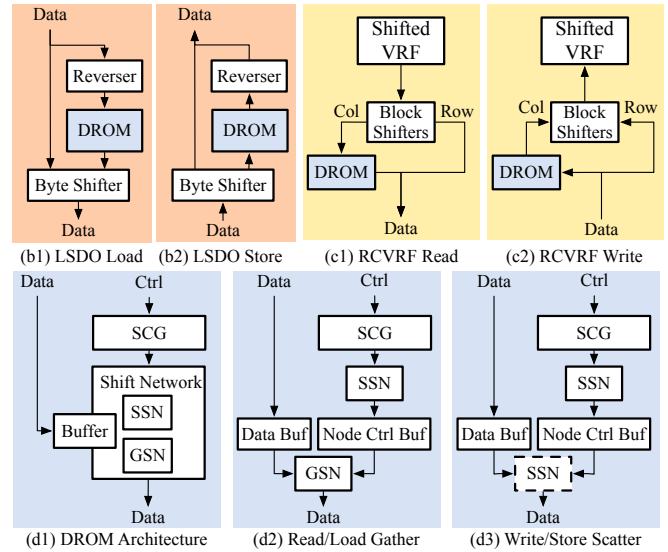 Data
Reverser
DROM
Byte Shifter
Data
(b1) LSDO Load
Data
Reverser
DROM
Byte Shifter
Data
(b2) LSDO Store
Shifted
VRF
Col
Row
Block
Shifters
DROM
Data
(c1) RCVRF Read
Shifted
VRF
Col
Row
Block
Shifters
DROM
Data
(c2) RCVRF Write
Data
Ctrl
SCG
Shift Network
SSN
Buffer
GSN
Data
(d1) DROM Architecture
Data
Ctrl
SCG
SSN
Data Buf
Node Ctrl Buf
GSN
Data
(d2) Read/Load Gather
Data
Ctrl
SCG
SSN
Data Buf
Node Ctrl Buf
SSN
Data
(d3) Write/Store Scatter